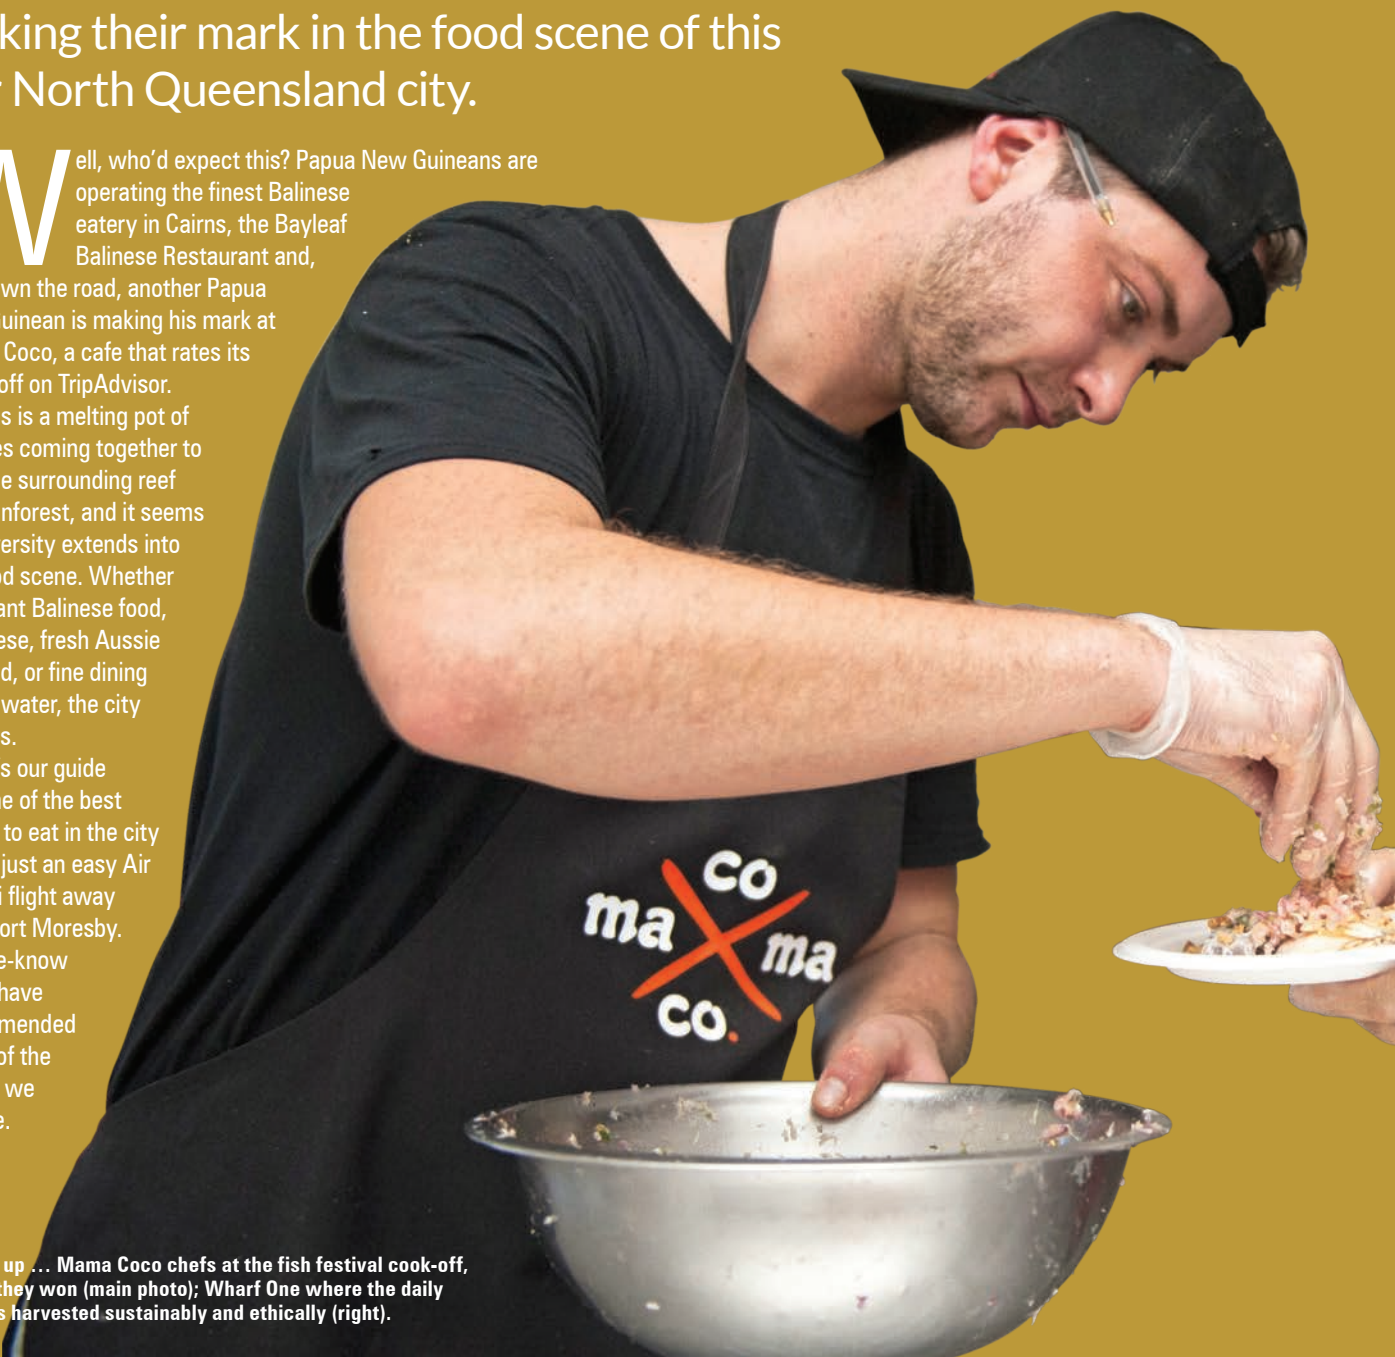 king their mark in the food scene of this
North Queensland city.
Well, who'd expect this? Papua New Guineans are
operating the finest Balinese
eatery in Cairns, the Bayleaf
Balinese Restaurant and,
wn the road, another Papua
uinean is making his mark at
Coco, a cafe that rates its
off on TripAdvisor.
s is a melting pot of
es coming together to
e surrounding reef
nforest, and it seems
ersity extends into
od scene. Whether
ant Balinese food,
ese, fresh Aussie
d, or fine dining
water, the city
s.
s our guide
ne of the best
to eat in the city
just an easy Air
i flight away
ort Moresby.
e-know
have
mended
of the
we
e.
co
ma ma
co.
up ... Mama Coco chefs at the fish festival cook-off,
they won (main photo); Wharf One where the daily
s harvested sustainably and ethically (right).